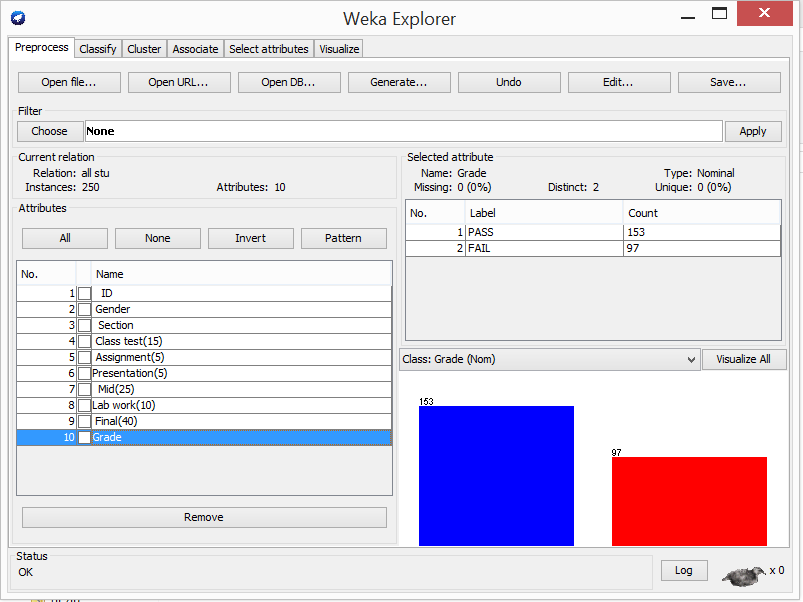 Weka Explorer
Preprocess Classify Cluster Associate Select attributes Visualize
Open file... Open URL... Open DB... Generate... Undo Edit... Save...
Filter
Choose None Apply
Current relation
Relation: all stu
Instances: 250 Attributes: 10
Attributes
All None Invert Pattern
No. Name
1 ID
2 Gender
3 Section
4 Class test(15)
5 Assignment(5)
6 Presentation(5)
7 Mid(25)
8 Lab work(10)
9 Final(40)
10 Grade
Remove
Selected attribute
Name: Grade Type: Nominal
Missing: 0 (0%) Distinct: 2 Unique: 0 (0%)
No. Label Count
1 PASS 153
2 FAIL 97
Class: Grade (Nom) Visualize All
153
97
Status
OK
Log x 0